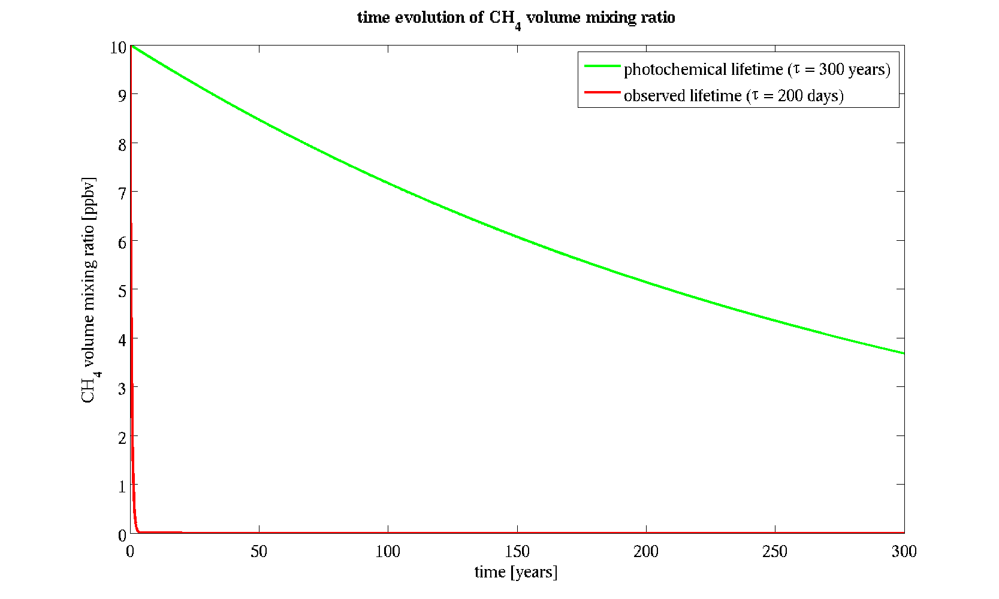 time evolution of CH4 volume mixing ratio
photochemical lifetime (τ = 300 years)
observed lifetime (τ = 200 days)
CH4 volume mixing ratio [ppbv]
10
9
8
7
6
5
4
3
2
1
0
0 50 100 150 200 250 300
time [years]